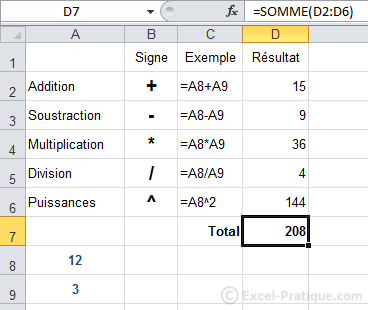 D7 fx =SOMME(D2:D6)
A B C D
1 Signe Exemple Résultat
2 Addition + =A8+A9 15
3 Soustraction - =A8-A9 9
4 Multiplication * =A8*A9 36
5 Division / =A8/A9 4
6 Puissances ^ =A8^2 144
7 Total 208
8 12
9 3
© Excel-Pratique.com